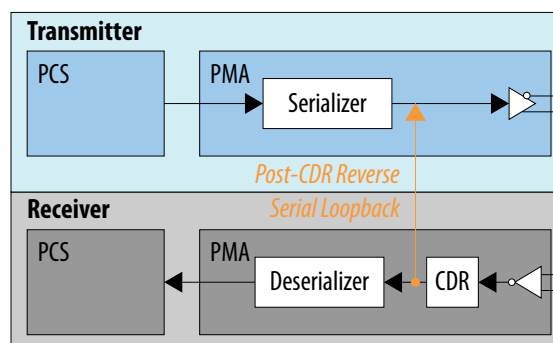 Transmitter
PCS
PMA
Serializer
Post-CDR Reverse
Serial Loopback
Receiver
PCS
PMA
Deserializer
CDR